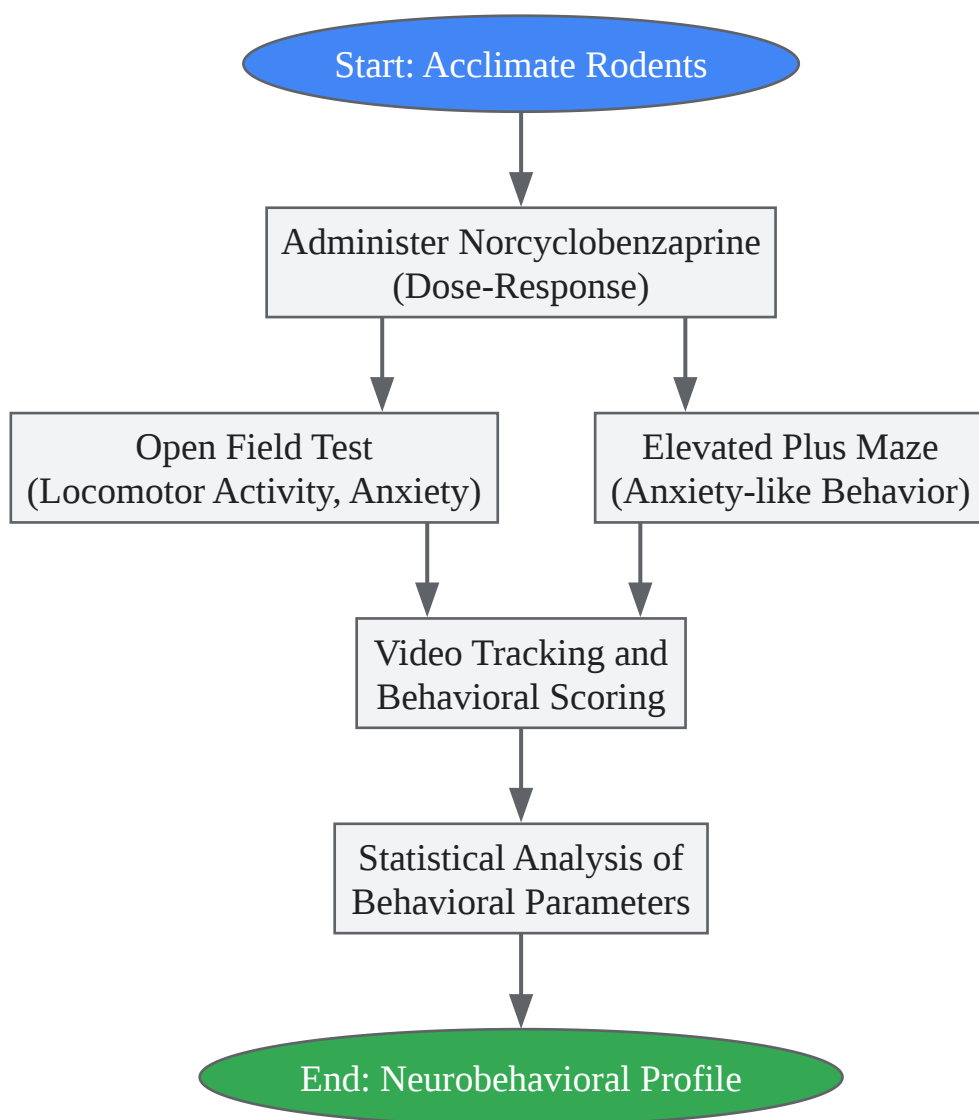 Start: Acclimate Rodents
Administer Norcyclobenzaprine
(Dose-Response)
Open Field Test
(Locomotor Activity, Anxiety)
Elevated Plus Maze
(Anxiety-like Behavior)
Video Tracking and
Behavioral Scoring
Statistical Analysis of
Behavioral Parameters
End: Neurobehavioral Profile